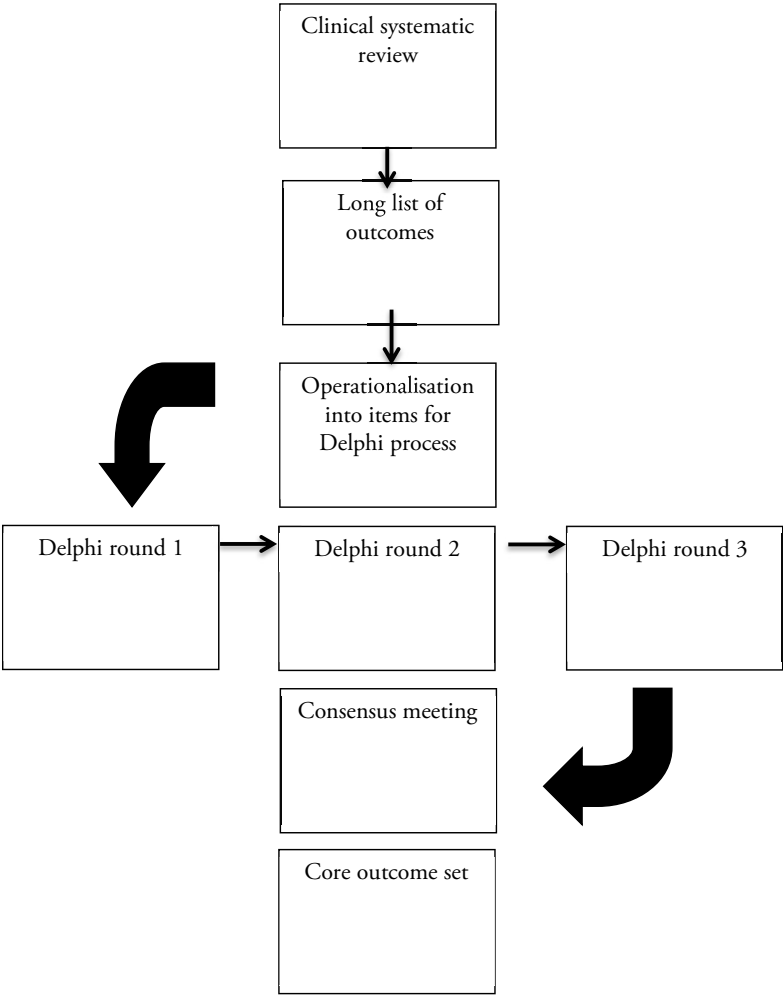 Clinical systematic
review
Long list of
outcomes
Operationalisation
into items for
Delphi process
Delphi round 1
Delphi round 2
Delphi round 3
Consensus meeting
Core outcome set